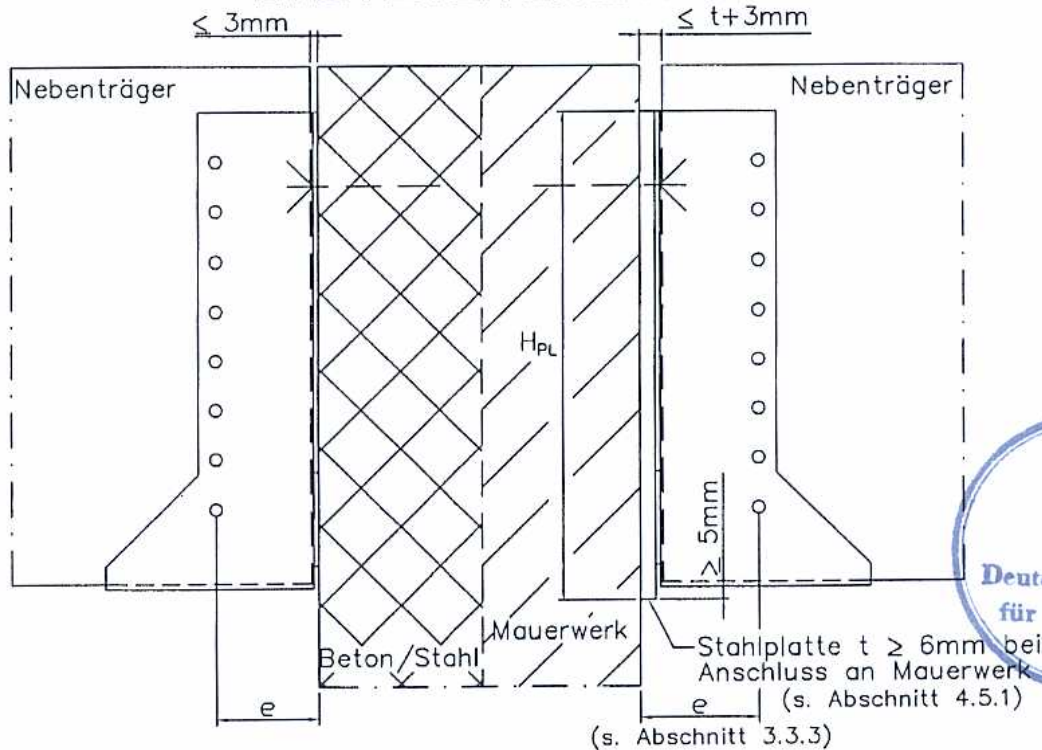 ≤ 3mm
≤ t+3mm
Nebenträger
Nebenträger
H_PL
≥ 5mm
Mauerwerk
Beton/Stahl
Stahlplatte t ≥ 6mm bei
Anschluss an Mauerwerk
(s. Abschnitt 4.5.1)
e
e
(s. Abschnitt 3.3.3)
für